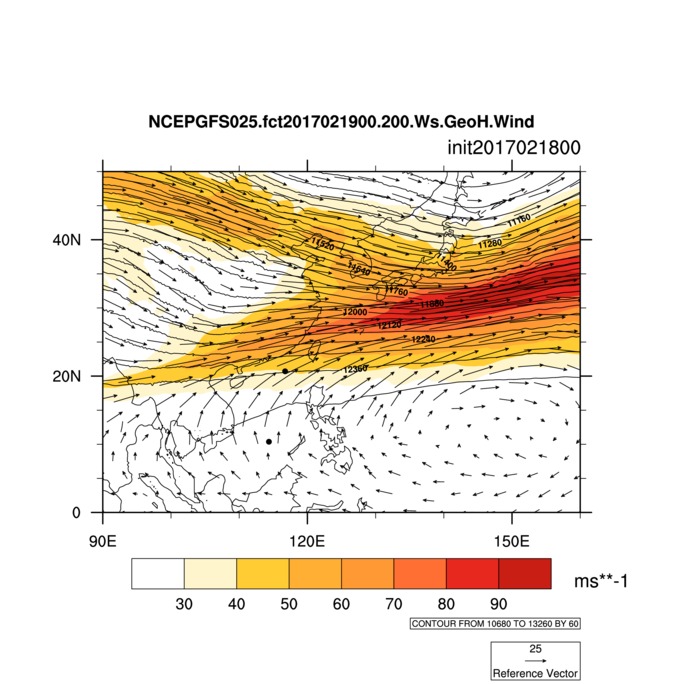 NCEPGFS025.fct2017021900.200.Ws.GeoH.Wind
init2017021800
11160
11280
40N
11520
11400
11640
11760
11880
12000
12120
12240
12360
20N
0
90E 120E 150E
30 40 50 60 70 80 90
ms**-1
CONTOUR FROM 10680 TO 13260 BY 60
25
Reference Vector